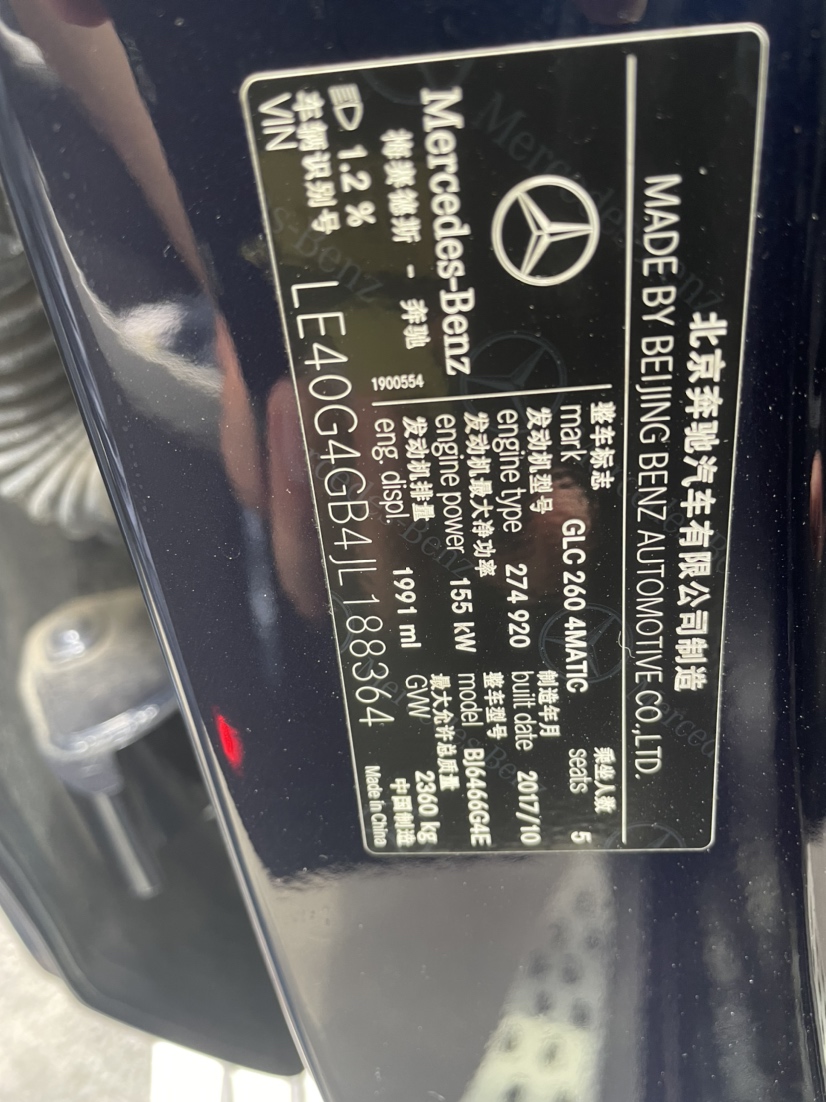 北京奔驰汽车有限公司制造
MADE BY BEIJING BENZ AUTOMOTIVE CO.,LTD.
Mercedes-Benz
梅赛德斯 - 奔驰
1.2 %
1900554
整车标志
mark GLC 260 4MATIC
乘坐人数
seats 5
发动机型号
engine type 274 920
制造年月
built date 2017/10
发动机最大净功率
engine power 155 kW
整车型号
model BJ6466G4E
发动机排量
eng. displ. 1991 ml
最大允许总质量
GVW 2360 kg
车辆识别号
VIN LE40G4GB4JL188364
中国制造
Made in China